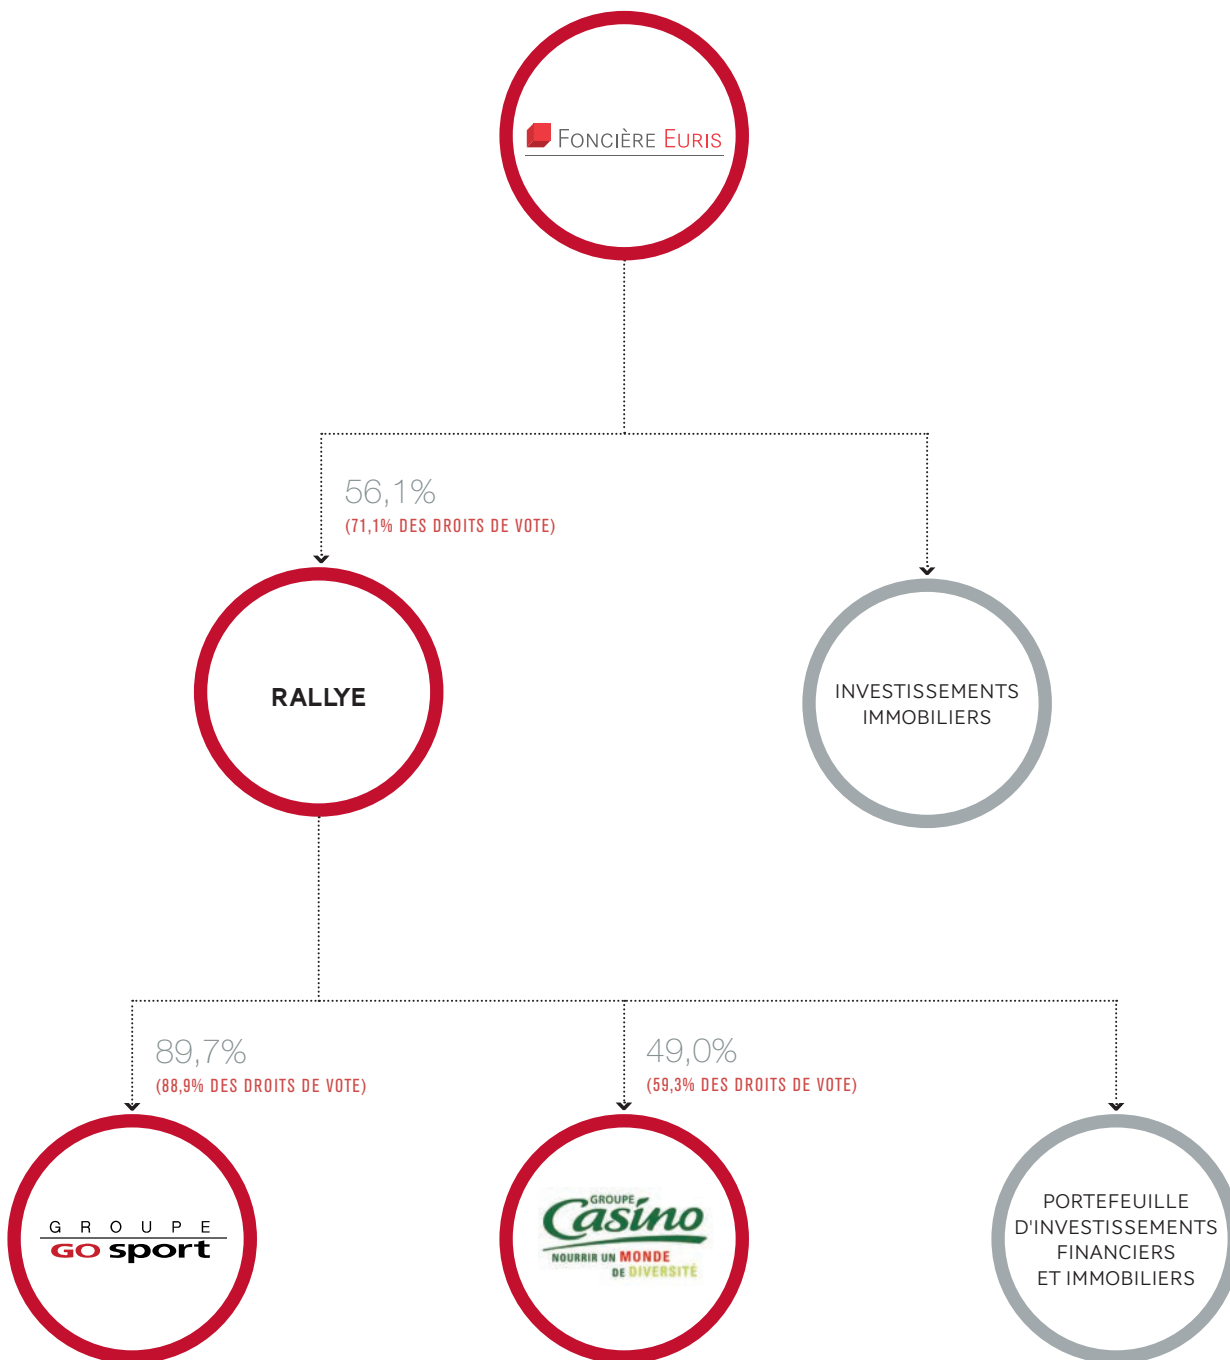 FONCIÈRE EURIS
56,1%
(71,1% DES DROITS DE VOTE)
RALLYE
INVESTISSEMENTS
IMMOBILIERS
89,7%
(88,9% DES DROITS DE VOTE)
49,0%
(59,3% DES DROITS DE VOTE)
GROUPE
GO sport
GROUPE
Casino
NOURRIR UN MONDE
DE DIVERSITÉ
PORTEFEUILLE
D'INVESTISSEMENTS
FINANCIERS
ET IMMOBILIERS